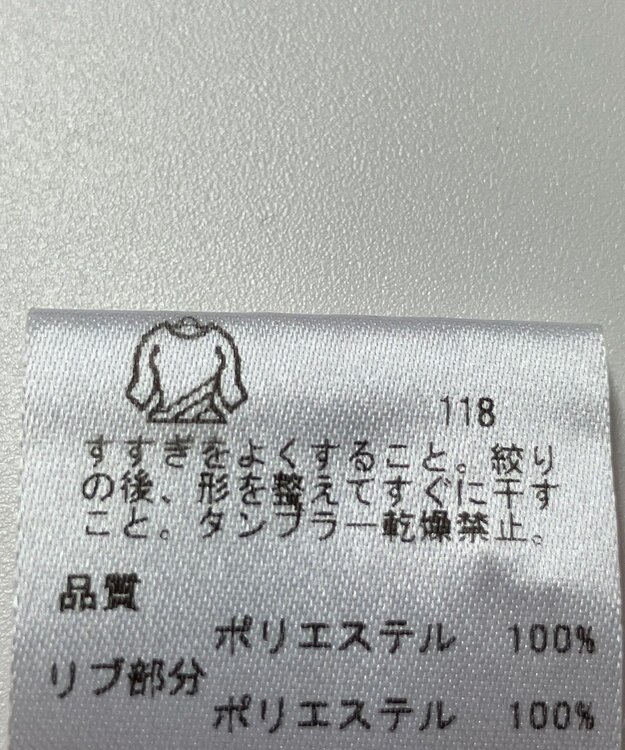 118
すすぎをよくすること。絞り
の後、形を整えてすぐに干す
こと。タンブラー乾燥禁止。
品質
ポリエステル 100%
リブ部分
ポリエステル 100%